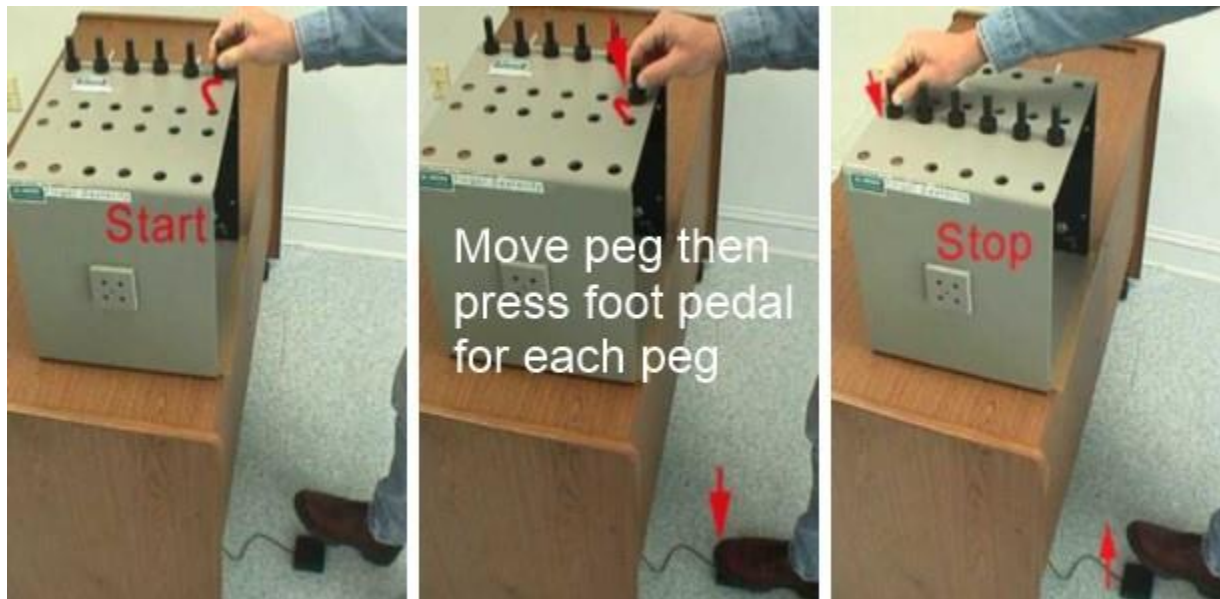 Start
Move peg then
press foot pedal
for each peg
Stop